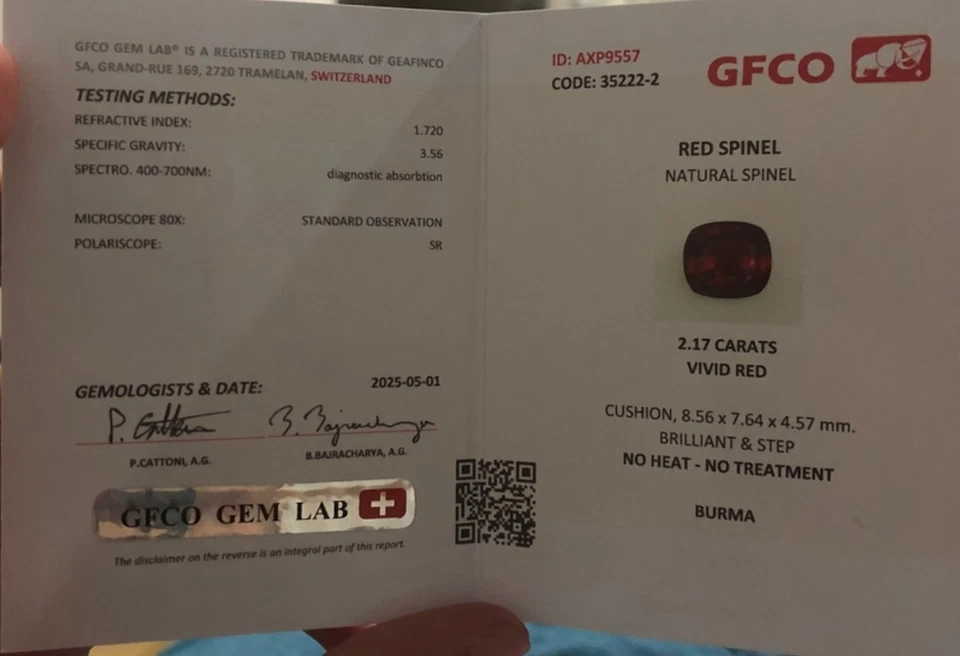 GFCO GEM LAB® IS A REGISTERED TRADEMARK OF GEAFINCO
SA, GRAND-RUE 169, 2720 TRAMELAN, SWITZERLAND
TESTING METHODS:
REFRACTIVE INDEX: 1.720
SPECIFIC GRAVITY: 3.56
SPECTRO. 400-700NM: diagnostic absorbtion
MICROSCOPE 80X: STANDARD OBSERVATION
POLARISCOPE: SR
GEMOLOGISTS & DATE: 2025-05-01
P. Cattoni B. Bajracharya
P.CATTONI, A.G. B.BAJRACHARYA, A.G.
GFCO GEM LAB
The disclaimer on the reverse is an integral part of this report.
ID: AXP9557
CODE: 35222-2
GFCO
RED SPINEL
NATURAL SPINEL
2.17 CARATS
VIVID RED
CUSHION, 8.56 x 7.64 x 4.57 mm.
BRILLIANT & STEP
NO HEAT - NO TREATMENT
BURMA